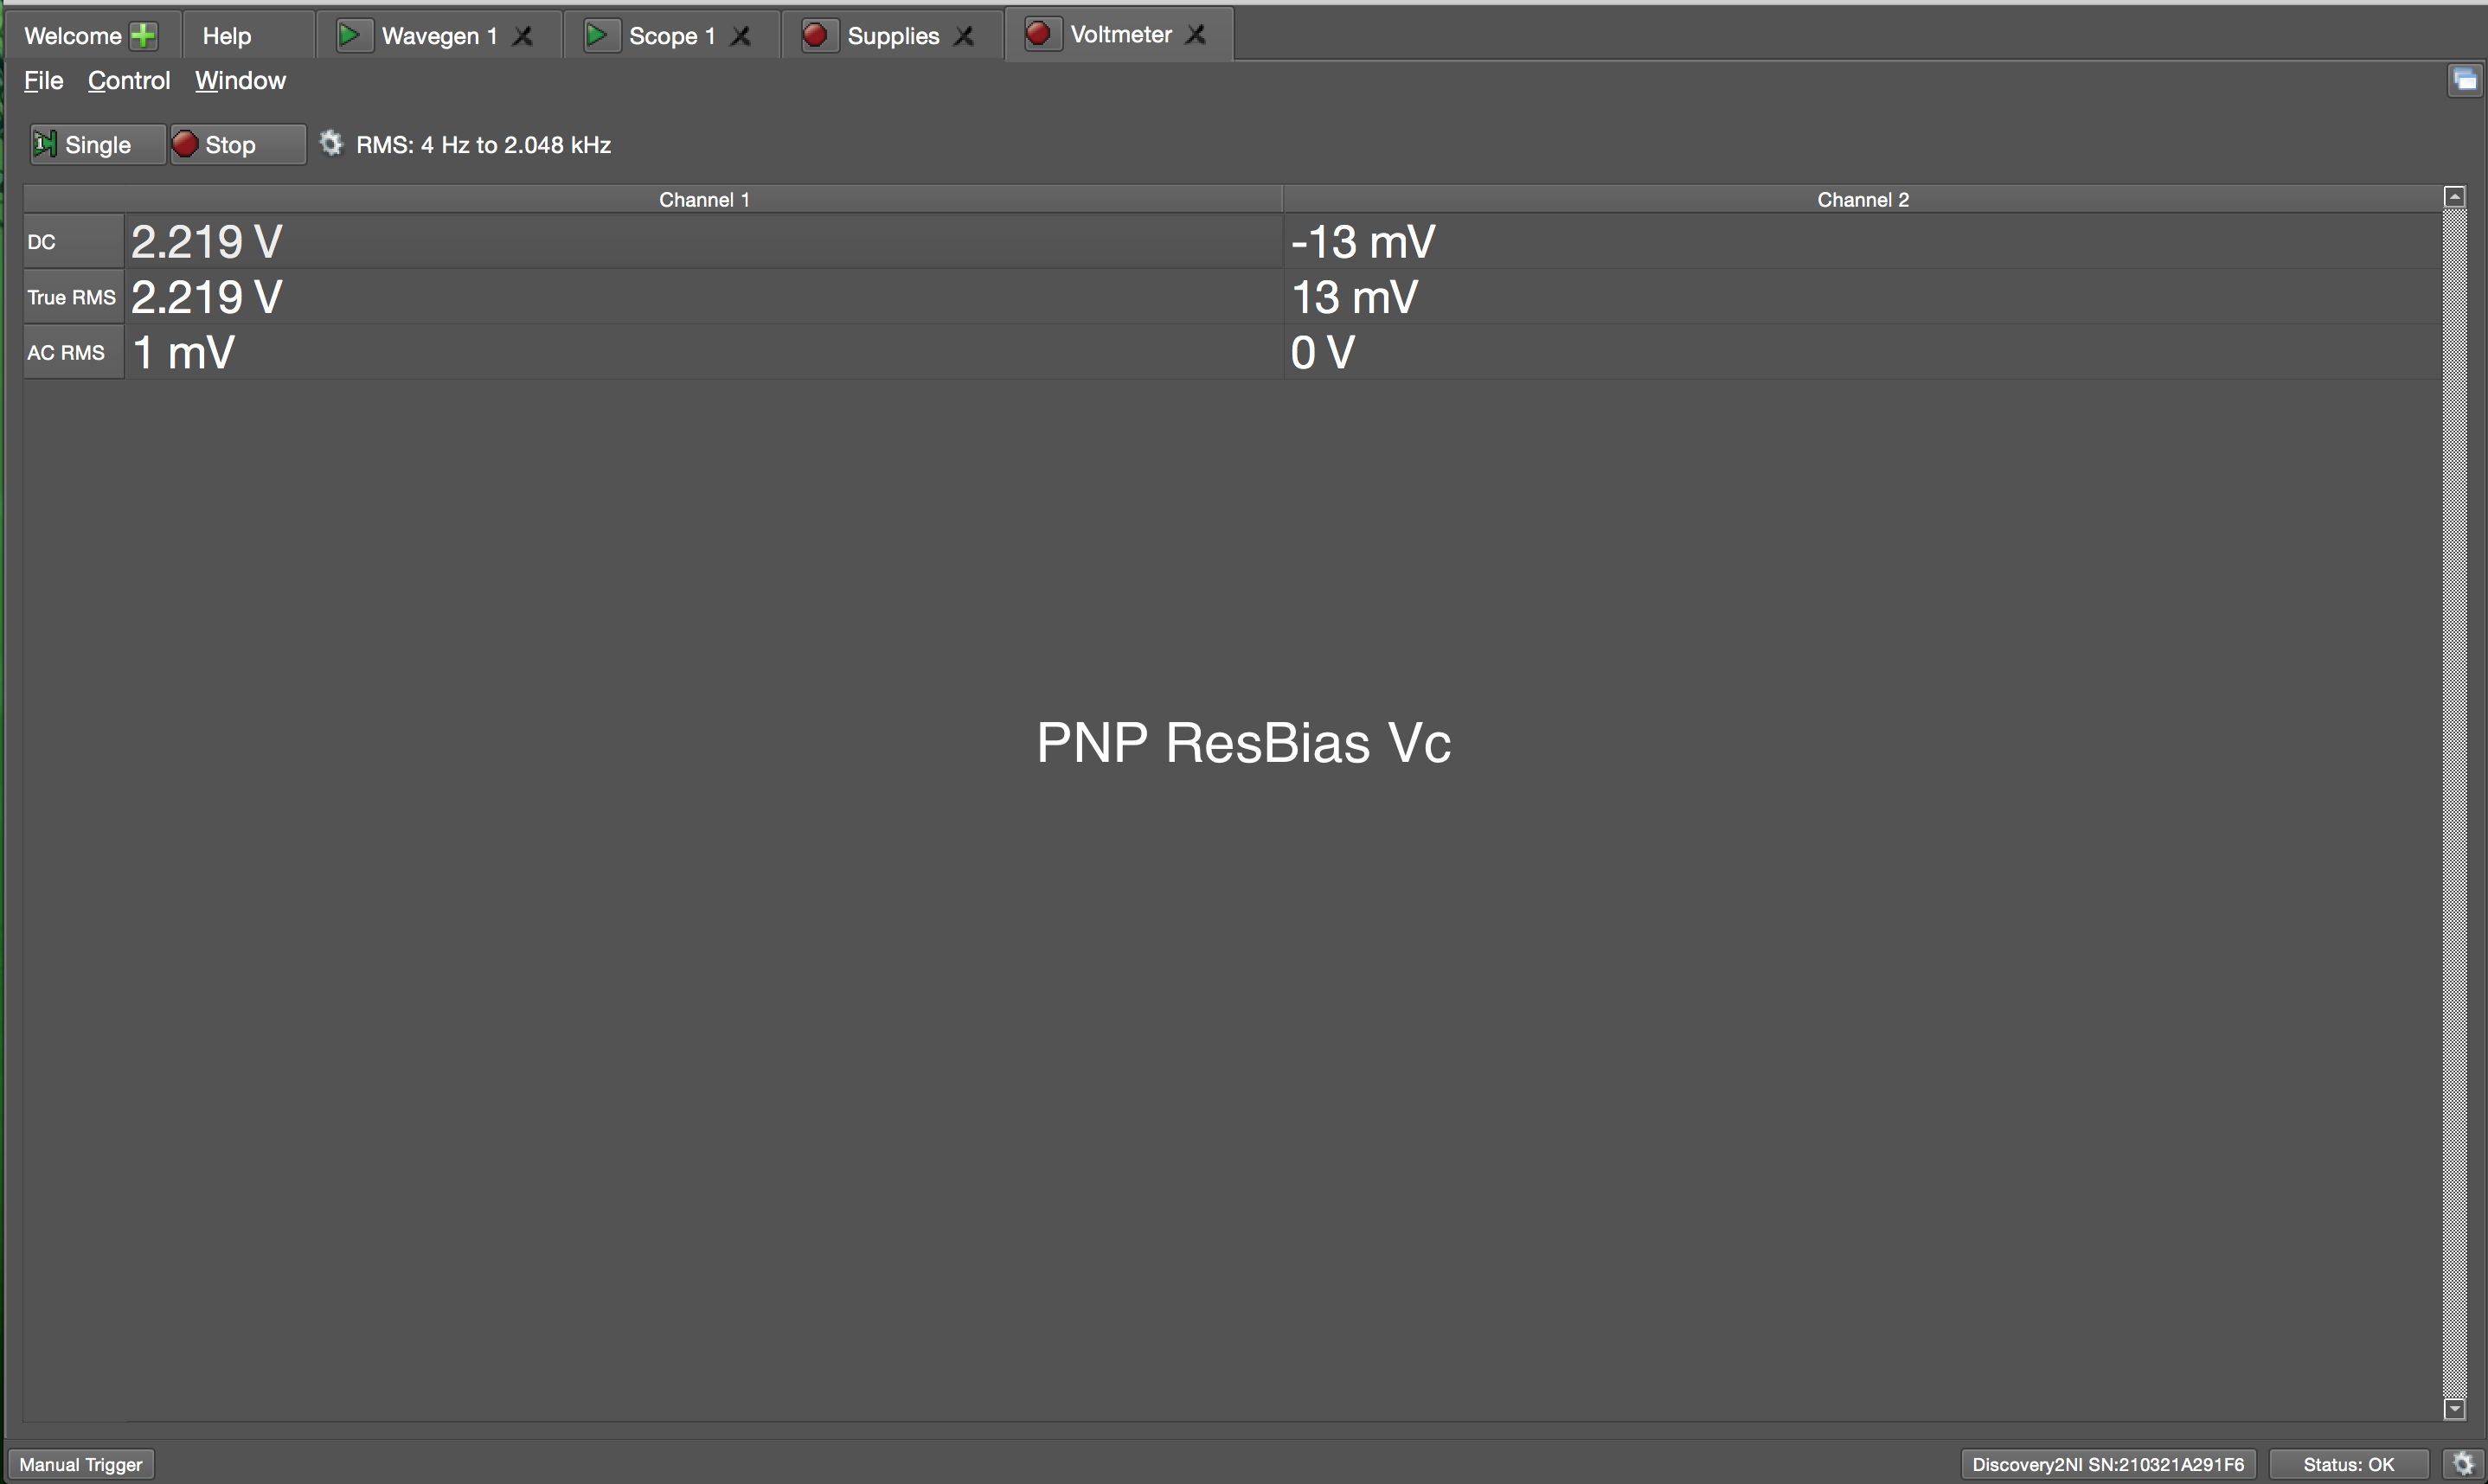 Welcome Help Wavegen 1 Scope 1 Supplies Voltmeter
File Control Window
Single Stop RMS: 4 Hz to 2.048 kHz
Channel 1 Channel 2
DC 2.219 V -13 mV
True RMS 2.219 V 13 mV
AC RMS 1 mV 0 V
PNP ResBias Vc
Manual Trigger Discovery2NI SN:210321A291F6 Status: OK